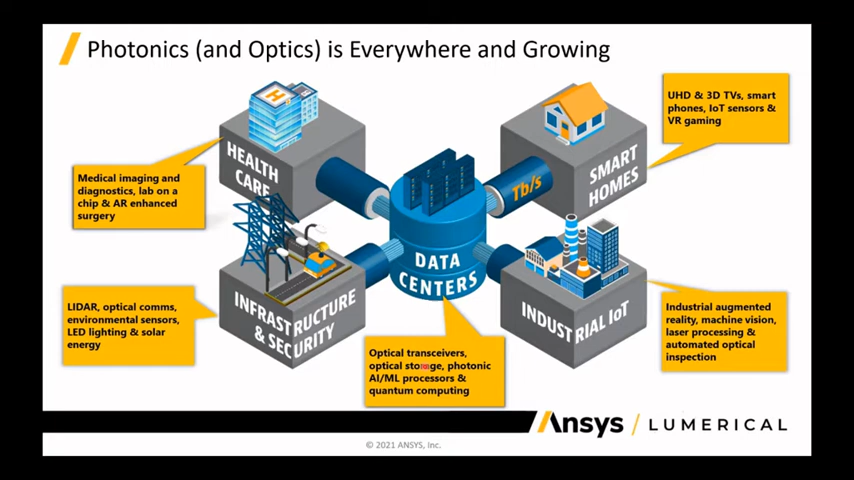 Photonics (and Optics) is Everywhere and Growing
UHD & 3D TVs, smart
phones, IoT sensors &
VR gaming
H
HEALTH
CARE
SMART
HOMES
Tb/s
Medical imaging and
diagnostics, lab on a
chip & AR enhanced
surgery
DATA
CENTERS
LIDAR, optical comms,
environmental sensors,
LED lighting & solar
energy
INFRASTRUCTURE
& SECURITY
INDUSTRIAL IoT
Industrial augmented
reality, machine vision,
laser processing &
automated optical
inspection
Optical transceivers,
optical storage, photonic
AI/ML processors &
quantum computing
Ansys / LUMERICAL
© 2021 ANSYS, Inc.